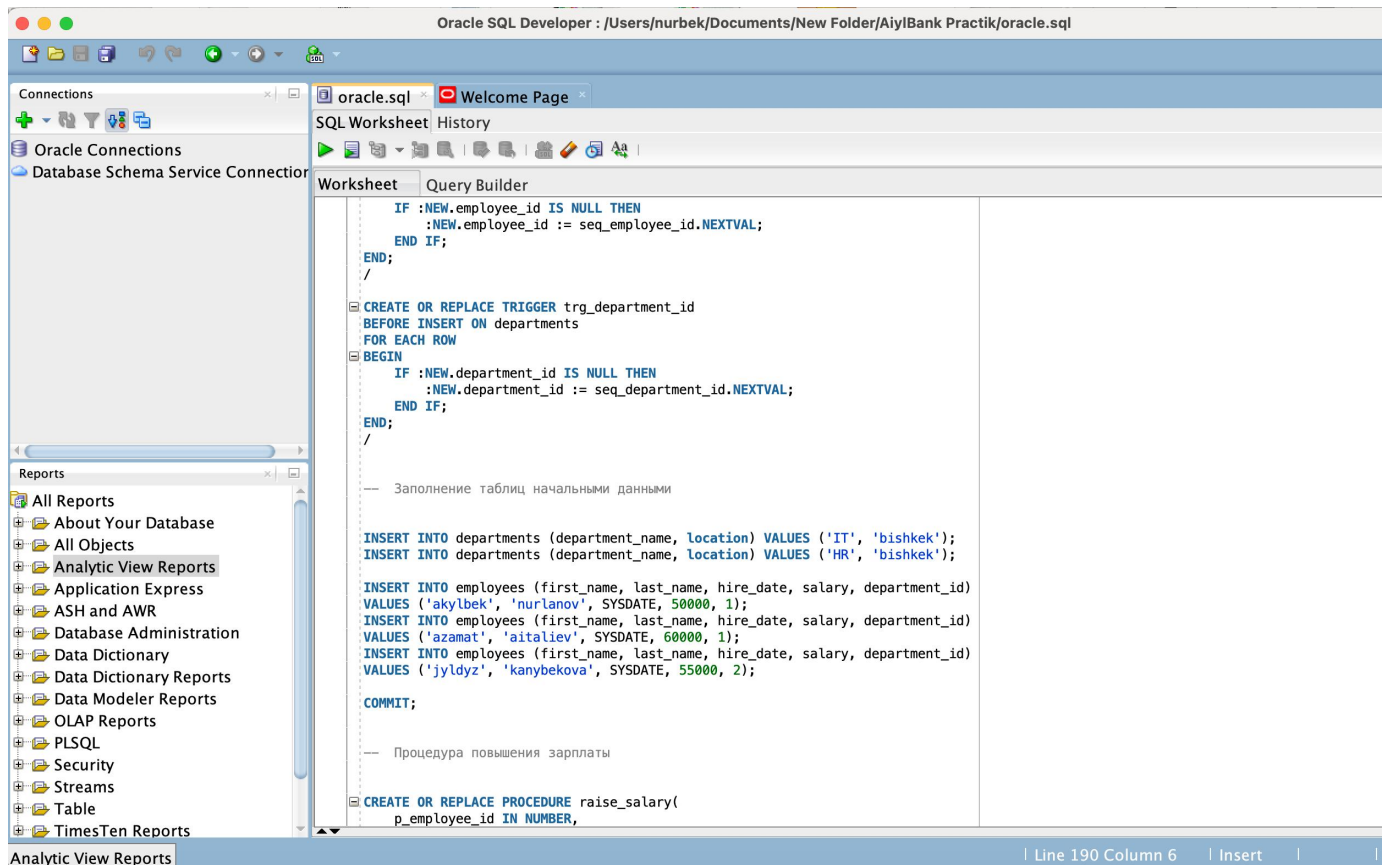 Oracle SQL Developer : /Users/nurbek/Documents/New Folder/AiylBank Practik/oracle.sql
SQL
Connections
Oracle Connections
Database Schema Service Connection
Reports
All Reports
About Your Database
All Objects
Analytic View Reports
Application Express
ASH and AWR
Database Administration
Data Dictionary
Data Dictionary Reports
Data Modeler Reports
OLAP Reports
PLSQL
Security
Streams
Table
TimesTen Reports
Analytic View Reports
oracle.sql
Welcome Page
SQL Worksheet History
Aa
Worksheet Query Builder
IF :NEW.employee_id IS NULL THEN
:NEW.employee_id := seq_employee_id.NEXTVAL;
END IF;
END;
/
CREATE OR REPLACE TRIGGER trg_department_id
BEFORE INSERT ON departments
FOR EACH ROW
BEGIN
IF :NEW.department_id IS NULL THEN
:NEW.department_id := seq_department_id.NEXTVAL;
END IF;
END;
/
-- Заполнение таблиц начальными данными
INSERT INTO departments (department_name, location) VALUES ('IT', 'bishkek');
INSERT INTO departments (department_name, location) VALUES ('HR', 'bishkek');
INSERT INTO employees (first_name, last_name, hire_date, salary, department_id)
VALUES ('akylbek', 'nurlanov', SYSDATE, 50000, 1);
INSERT INTO employees (first_name, last_name, hire_date, salary, department_id)
VALUES ('azamat', 'aitaliev', SYSDATE, 60000, 1);
INSERT INTO employees (first_name, last_name, hire_date, salary, department_id)
VALUES ('jyldyz', 'kanybekova', SYSDATE, 55000, 2);
COMMIT;
-- Процедура повышения зарплаты
CREATE OR REPLACE PROCEDURE raise_salary(
p_employee_id IN NUMBER,
Line 190 Column 6 Insert